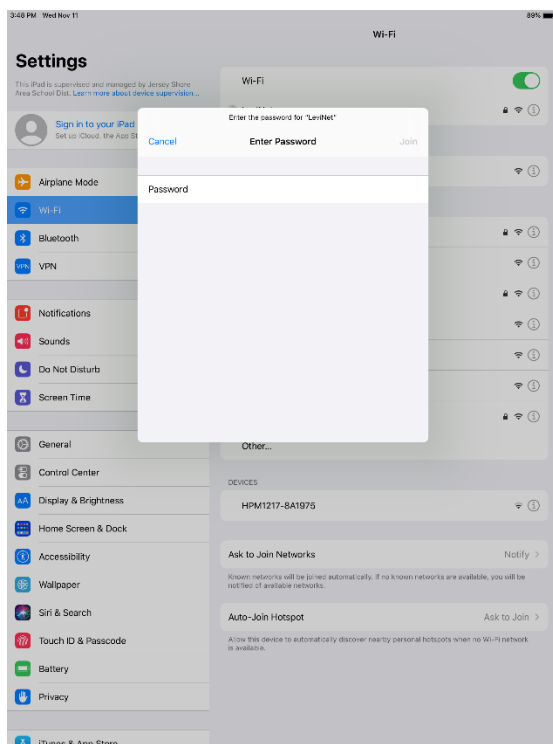 3:48 PM Wed Nov 11
89%
Settings
This iPad is supervised and managed by Jersey Shore
Area School Dist. Learn more about device supervision...
Sign in to your iPad
Set up iCloud, the App St
Airplane Mode
Wi-Fi
Bluetooth
VPN
Notifications
Sounds
Do Not Disturb
Screen Time
General
Control Center
Display & Brightness
Home Screen & Dock
Accessibility
Wallpaper
Siri & Search
Touch ID & Passcode
Battery
Privacy
iTunes & App Store
Wi-Fi
Wi-Fi
Enter the password for "LeviNet"
Cancel
Enter Password
Join
Password
Other...
DEVICES
HPM1217-8A1975
Ask to Join Networks
Notify
Known networks will be joined automatically. If no known networks are available, you will be
notified of available networks.
Auto-Join Hotspot
Ask to Join
Allow this device to automatically discover nearby personal hotspots when no Wi-Fi network
is available.